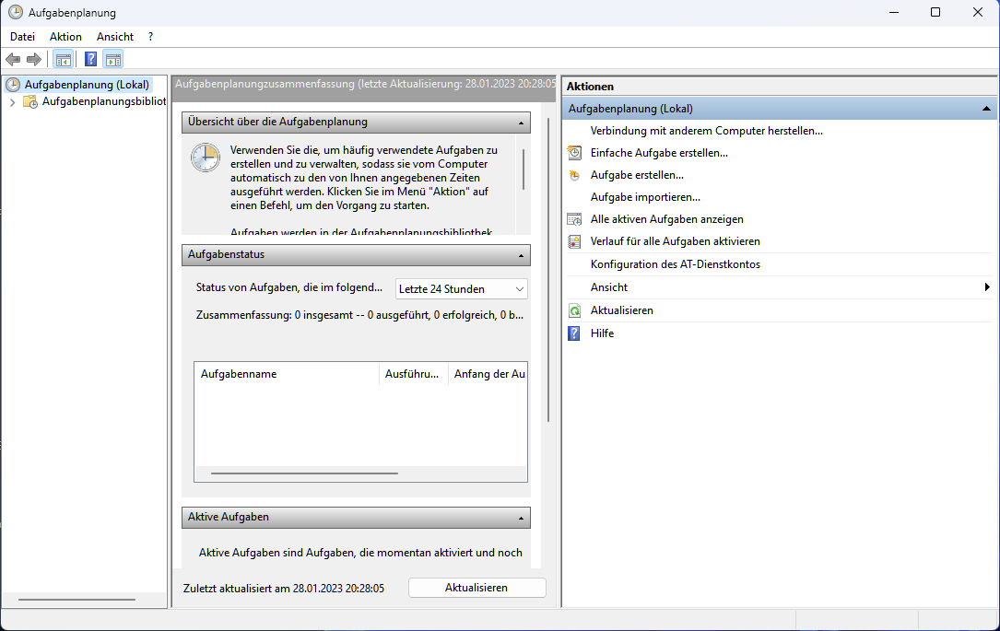 Aufgabenplanung
Datei Aktion Ansicht ?
Aufgabenplanung (Lokal)
Aufgabenplanungsbibliot
Aufgabenplanungzusammenfassung (letzte Aktualisierung: 28.01.2023 20:28:05
Übersicht über die Aufgabenplanung
Verwenden Sie die, um häufig verwendete Aufgaben zu
erstellen und zu verwalten, sodass sie vom Computer
automatisch zu den von Ihnen angegebenen Zeiten
ausgeführt werden. Klicken Sie im Menü "Aktion" auf
einen Befehl, um den Vorgang zu starten.
Aufgaben werden in der Aufgabenplanungsbibliothek
Aufgabenstatus
Status von Aufgaben, die im folgend... Letzte 24 Stunden
Zusammenfassung: 0 insgesamt -- 0 ausgeführt, 0 erfolgreich, 0 b...
Aufgabenname Ausführu... Anfang der Au
Aktive Aufgaben
Aktive Aufgaben sind Aufgaben, die momentan aktiviert und noch
Zuletzt aktualisiert am 28.01.2023 20:28:05 Aktualisieren
Aktionen
Aufgabenplanung (Lokal)
Verbindung mit anderem Computer herstellen...
Einfache Aufgabe erstellen...
Aufgabe erstellen...
Aufgabe importieren...
Alle aktiven Aufgaben anzeigen
Verlauf für alle Aufgaben aktivieren
Konfiguration des AT-Dienstkontos
Ansicht
Aktualisieren
Hilfe